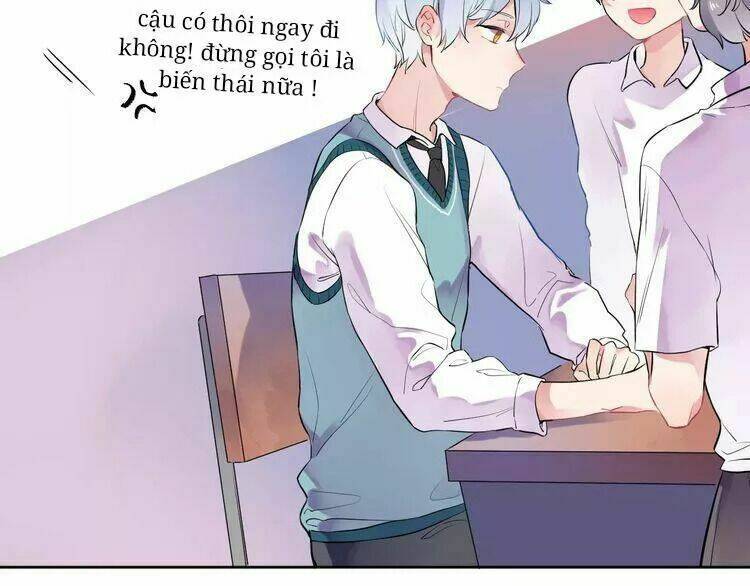 cậu có thôi ngay đi
không! đừng gọi tôi là
biến thái nữa !